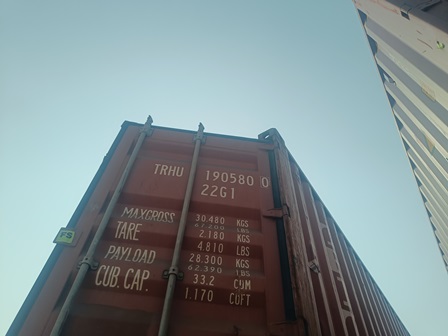 TRHU 190580 0
22G1
MAXGROSS 30.480 KGS
67.200 LBS
TARE 2.180 KGS
4.810 LBS
PAYLOAD 28.300 KGS
62.390 LBS
CUB. CAP. 33.2 CUM
1.170 CUFT